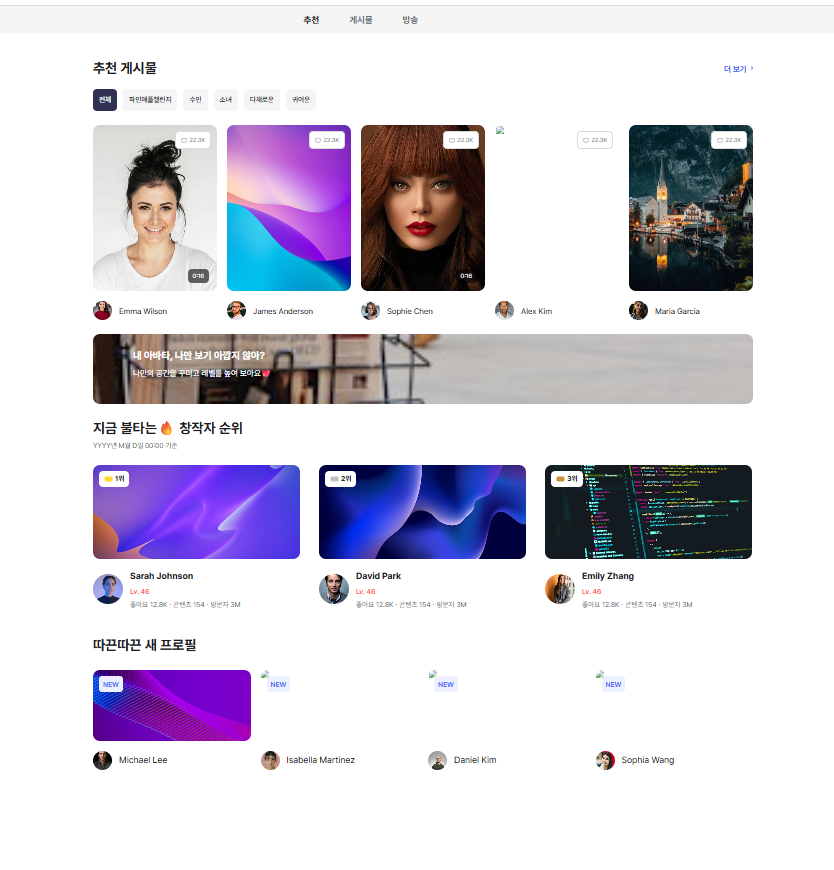 추천 게시물 방송
추천 게시물
더 보기
전체 파인애플챌린지 수인 소녀 다채로운 귀여운
22.3K 22.3K 22.3K 22.3K 22.3K
0:16 0:16
Emma Wilson James Anderson Sophie Chen Alex Kim Maria Garcia
내 아바타, 나만 보기 아깝지 않아?
나만의 공간을 꾸미고 레벨를 높여 보아요💕
지금 불타는 🔥 창작자 순위
YYYY년 M월 D일 00:00 기준
1위 2위 3위
Sarah Johnson David Park Emily Zhang
Lv. 46 Lv. 46 Lv. 46
좋아요 12.8K · 콘텐츠 154 · 방문자 3M 좋아요 12.8K · 콘텐츠 154 · 방문자 3M 좋아요 12.8K · 콘텐츠 154 · 방문자 3M
따끈따끈 새 프로필
NEW NEW NEW NEW
Michael Lee Isabella Martinez Daniel Kim Sophia Wang